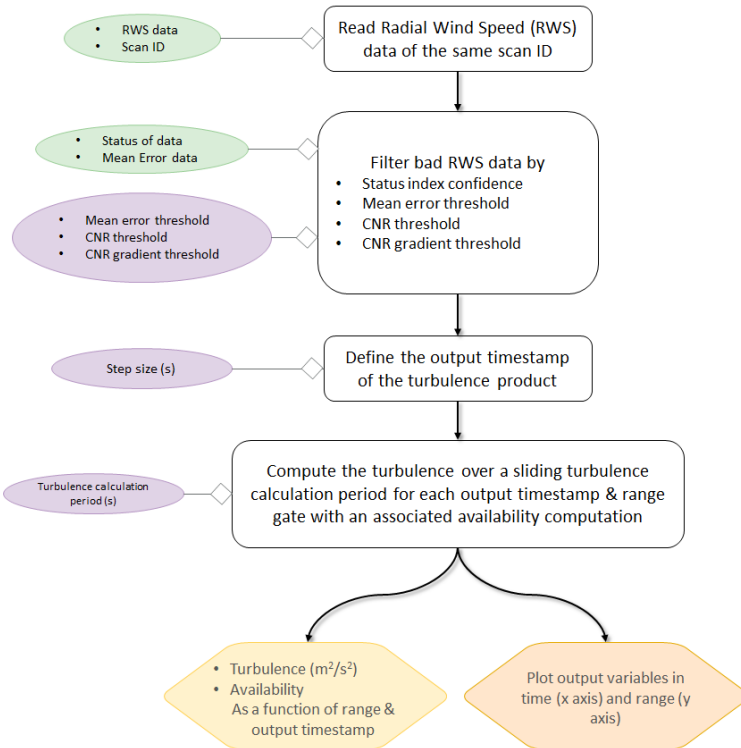 • RWS data
• Scan ID
Read Radial Wind Speed (RWS)
data of the same scan ID
• Status of data
• Mean Error data
• Mean error threshold
• CNR threshold
• CNR gradient threshold
Filter bad RWS data by
• Status index confidence
• Mean error threshold
• CNR threshold
• CNR gradient threshold
Step size (s)
Define the output timestamp
of the turbulence product
Turbulence calculation
period (s)
Compute the turbulence over a sliding turbulence
calculation period for each output timestamp & range
gate with an associated availability computation
• Turbulence (m²/s²)
• Availability
As a function of range &
output timestamp
Plot output variables in
time (x axis) and range (y
axis)